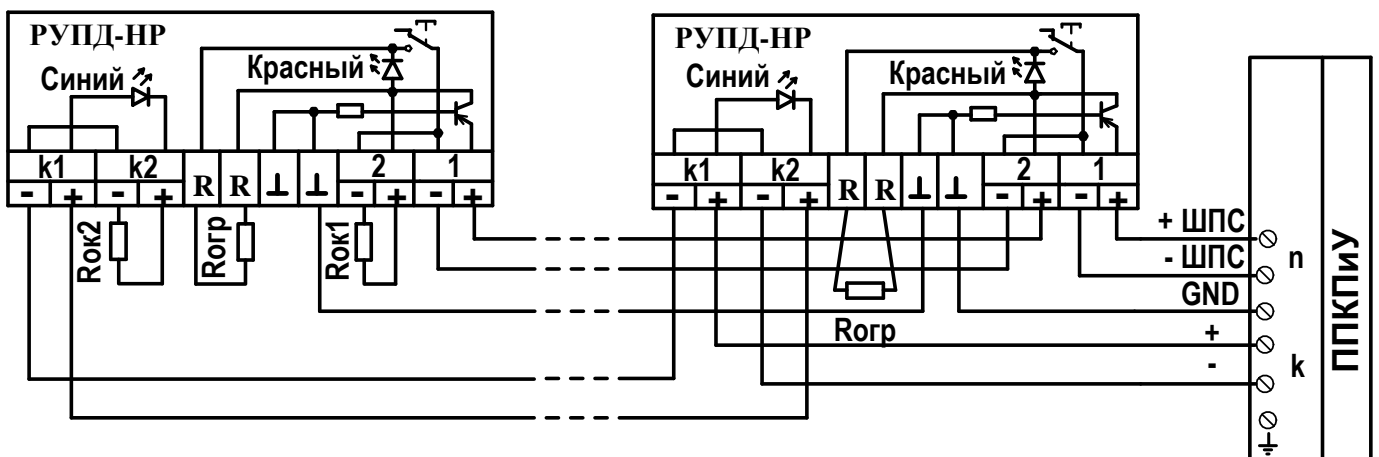 РУПД-НР
Синий
Красный
k1 k2 2 1
- + - + R R ⊥ ⊥ - + - +
Rок2
Rогр
Rок1
РУПД-НР
Синий
Красный
k1 k2 2 1
- + - + R R ⊥ ⊥ - + - +
Rогр
+ ШПС
- ШПС
n
GND
+
-
k
ППКПиУ